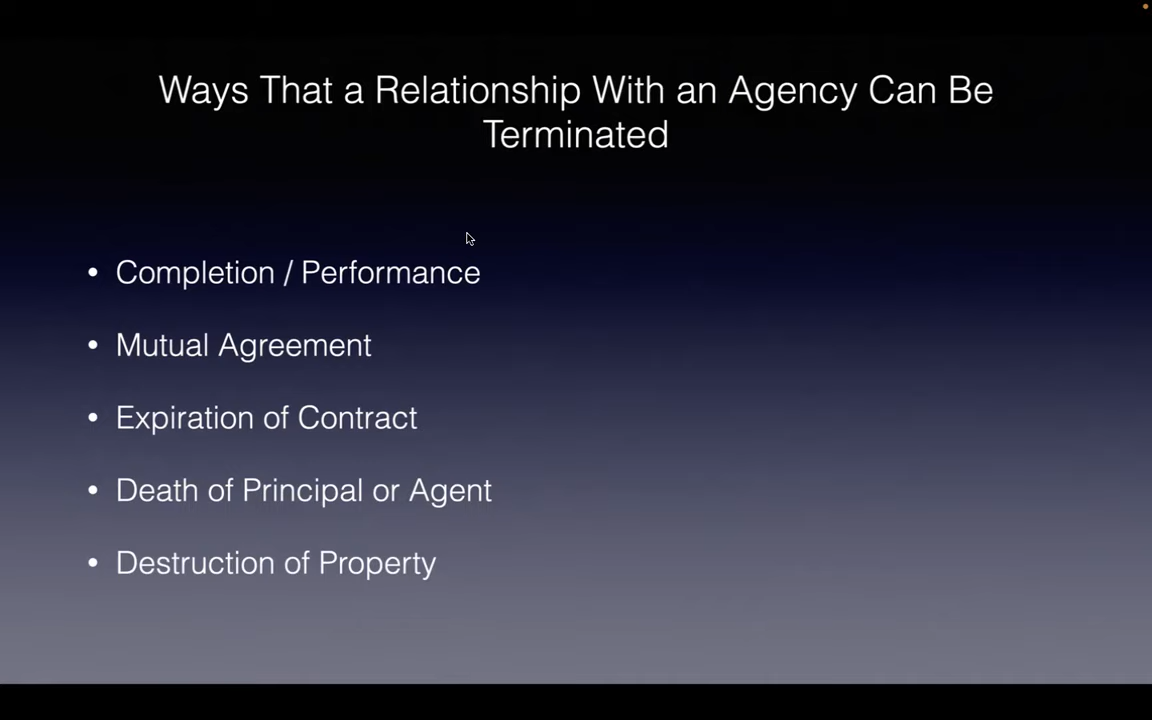 Ways That a Relationship With an Agency Can Be
Terminated
• Completion / Performance
• Mutual Agreement
• Expiration of Contract
• Death of Principal or Agent
• Destruction of Property